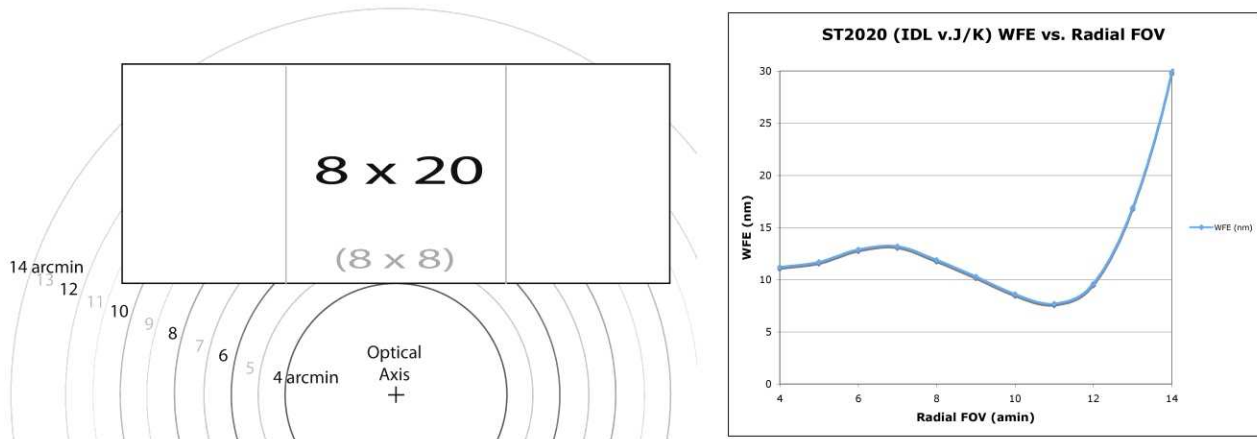 8 x 20
(8 x 8)
14 arcmin
13
12
11
10
9
8
7
6
5
4 arcmin
Optical
Axis
ST2020 (IDL v.J/K) WFE vs. Radial FOV
30
25
20
15
10
5
0
WFE (nm)
4 6 8 10 12 14
Radial FOV (amin)
WFE (nm)